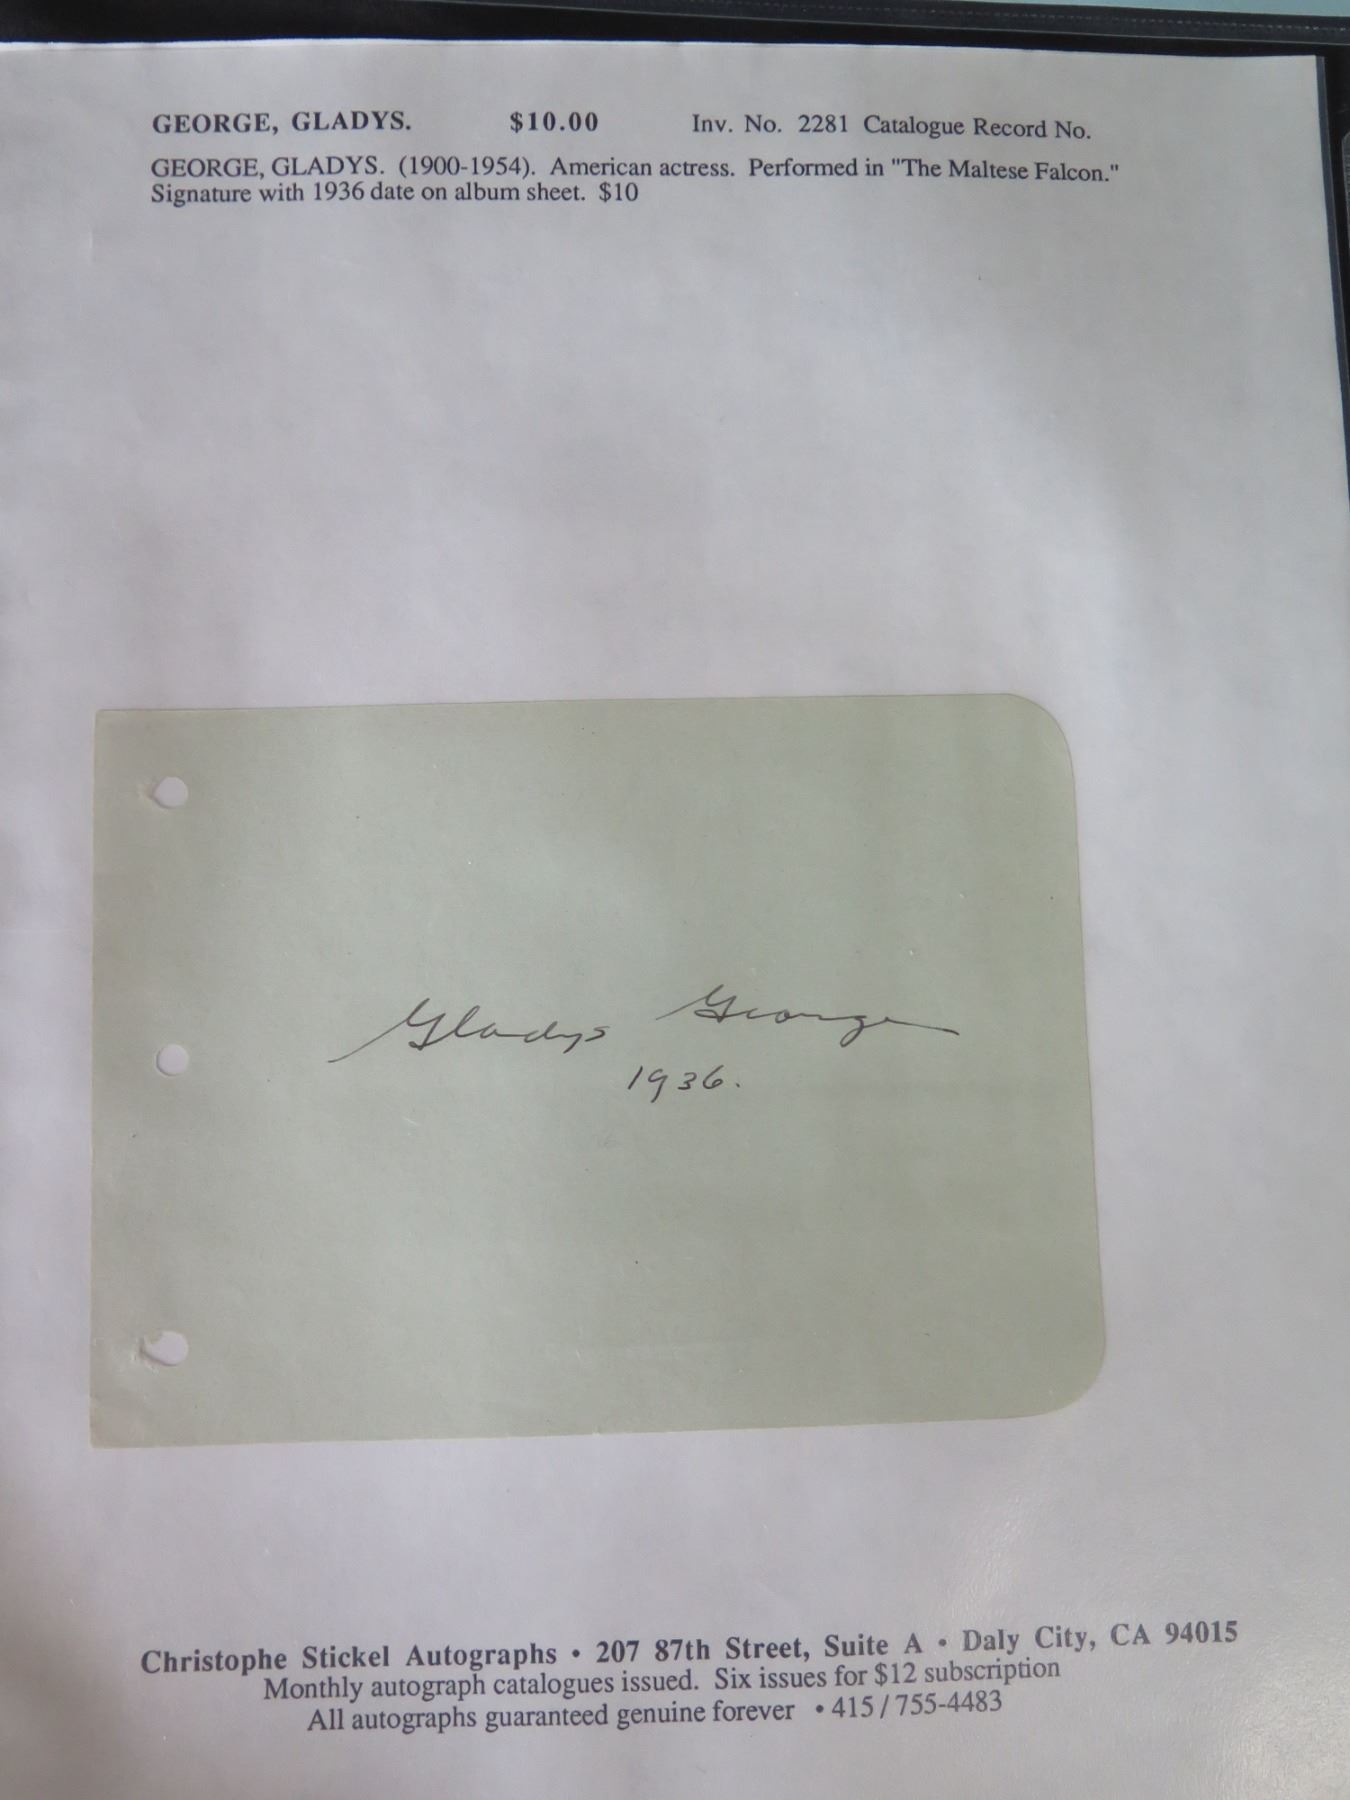 GEORGE, GLADYS. $10.00 Inv. No. 2281 Catalogue Record No.
GEORGE, GLADYS. (1900-1954). American actress. Performed in "The Maltese Falcon."
Signature with 1936 date on album sheet. $10
Gladys George
1936.
Christophe Stickel Autographs • 207 87th Street, Suite A • Daly City, CA 94015
Monthly autograph catalogues issued. Six issues for $12 subscription
All autographs guaranteed genuine forever • 415/755-4483